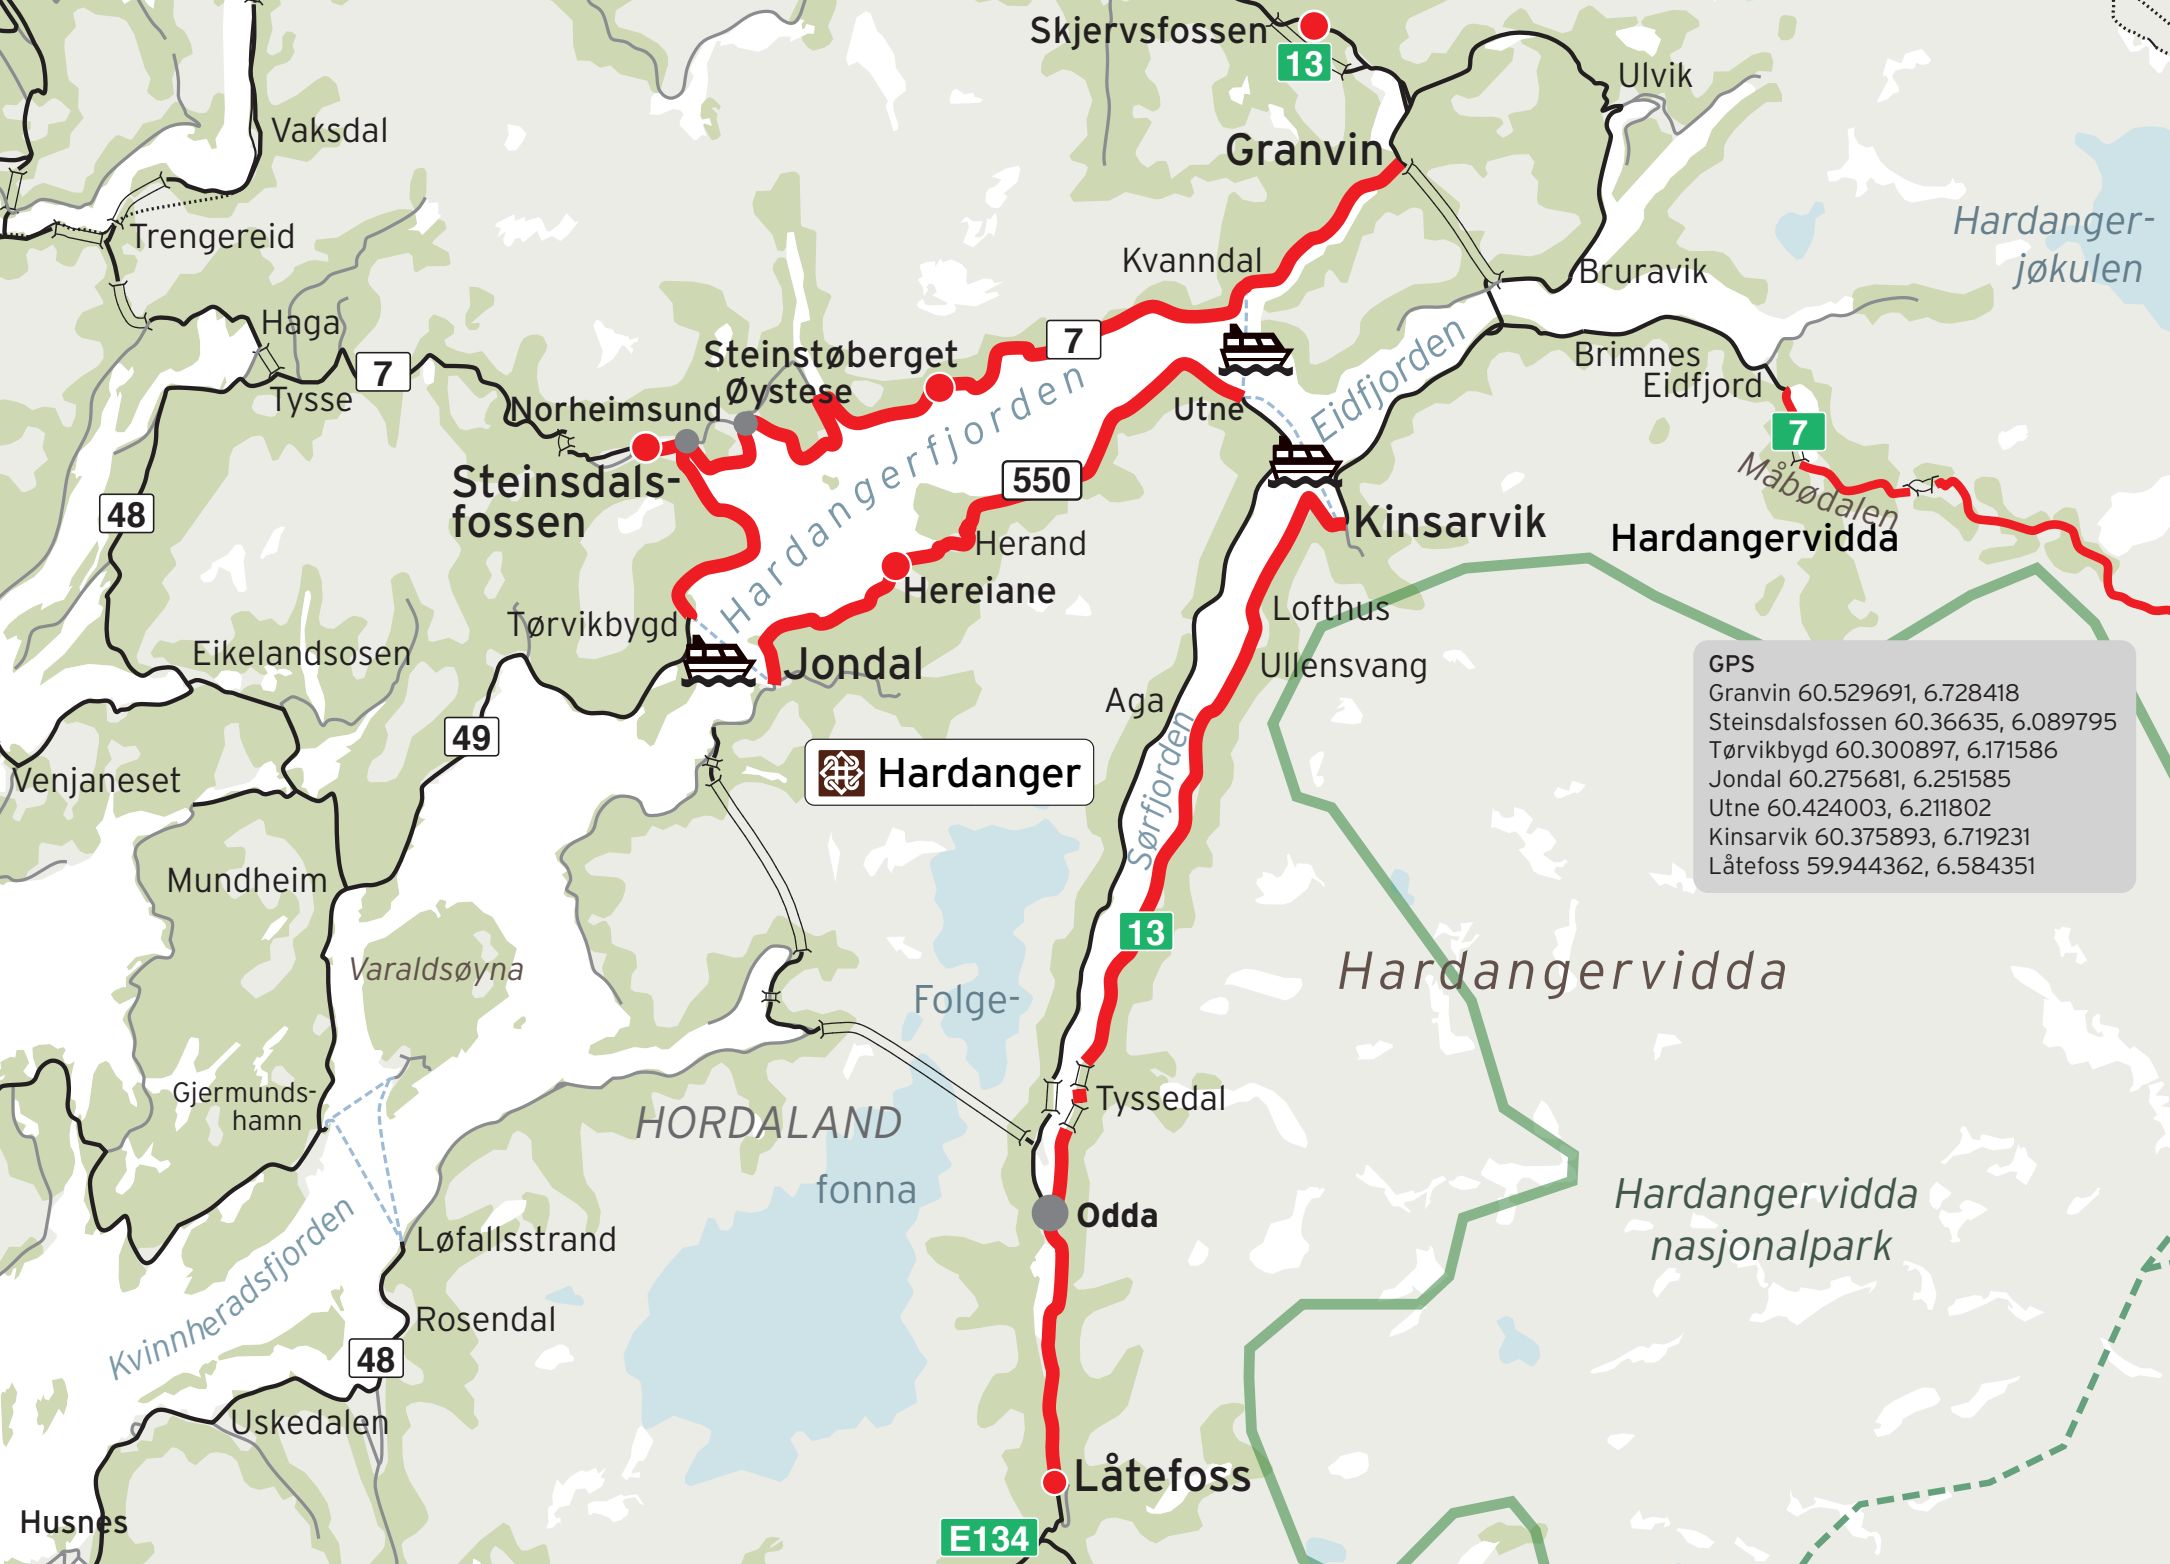 Skjervsfossen
13
Ulvik
Vaksdal
Granvin
Hardanger-
jøkulen
Trengereid
Kvanndal
Bruravik
Haga
7
Steinstøberget
7
Brimnes
Eidfjord
Tysse
Øystese
Norheimsund
Utne
Eidfjorden
7
Hardangerfjorden
Steinsdals-
fossen
550
Måbødalen
48
Kinsarvik
Hardangervidda
Herand
Hereiane
Lofthus
Tørvikbygd
Eikelandsosen
Jondal
Ullensvang
GPS
Granvin 60.529691, 6.728418
Steinsdalsfossen 60.36635, 6.089795
Tørvikbygd 60.300897, 6.171586
Jondal 60.275681, 6.251585
Utne 60.424003, 6.211802
Kinsarvik 60.375893, 6.719231
Låtefoss 59.944362, 6.584351
Aga
49
Sørfjorden
Venjaneset
Hardanger
Mundheim
13
Varaldsøyna
Hardangervidda
Folge-
Gjermunds-
hamn
Tyssedal
HORDALAND
fonna
Hardangervidda
nasjonalpark
Odda
Løfallsstrand
Kvinnheradsfjorden
Rosendal
48
Uskedalen
Låtefoss
Husnes
E134